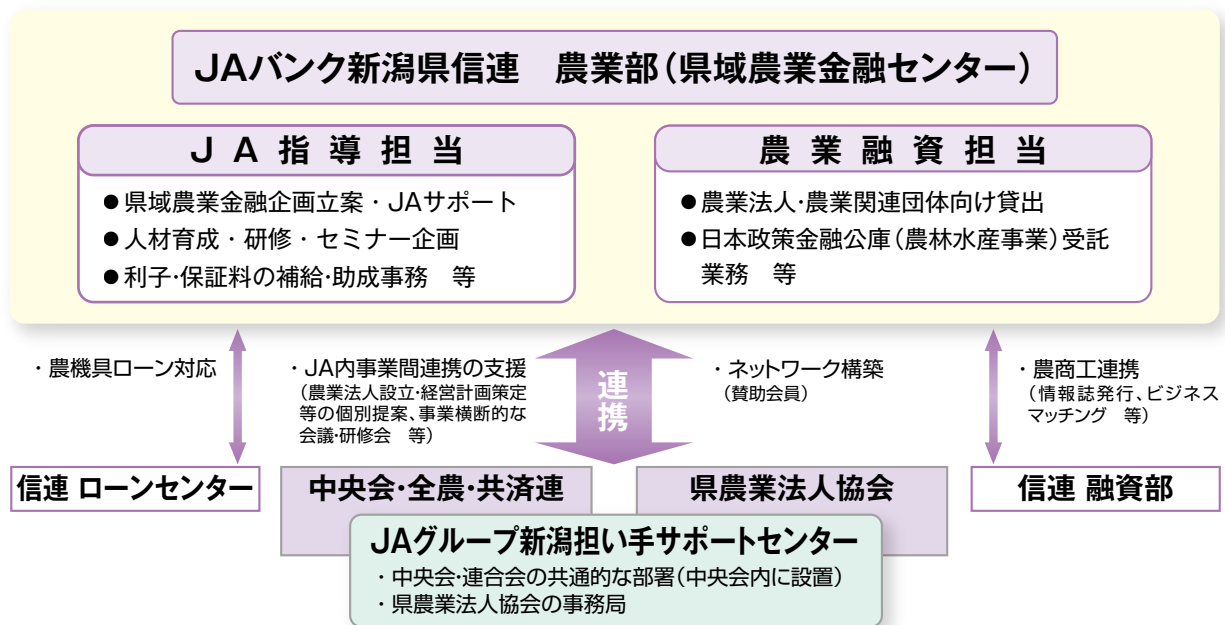 JAバンク新潟県信連　農業部（県域農業金融センター）
JA指導担当
●県域農業金融企画立案・JAサポート
●人材育成・研修・セミナー企画
●利子・保証料の補給・助成事務　等
農業融資担当
●農業法人・農業関連団体向け貸出
●日本政策金融公庫（農林水産事業）受託
業務　等
・農機具ローン対応
・JA内事業間連携の支援
（農業法人設立・経営計画策定
等の個別提案、事業横断的な
会議・研修会　等）
連携
・ネットワーク構築
（賛助会員）
・農商工連携
（情報誌発行、ビジネス
マッチング　等）
信連 ローンセンター
中央会・全農・共済連
県農業法人協会
信連 融資部
JAグループ新潟担い手サポートセンター
・中央会・連合会の共通的な部署（中央会内に設置）
・県農業法人協会の事務局